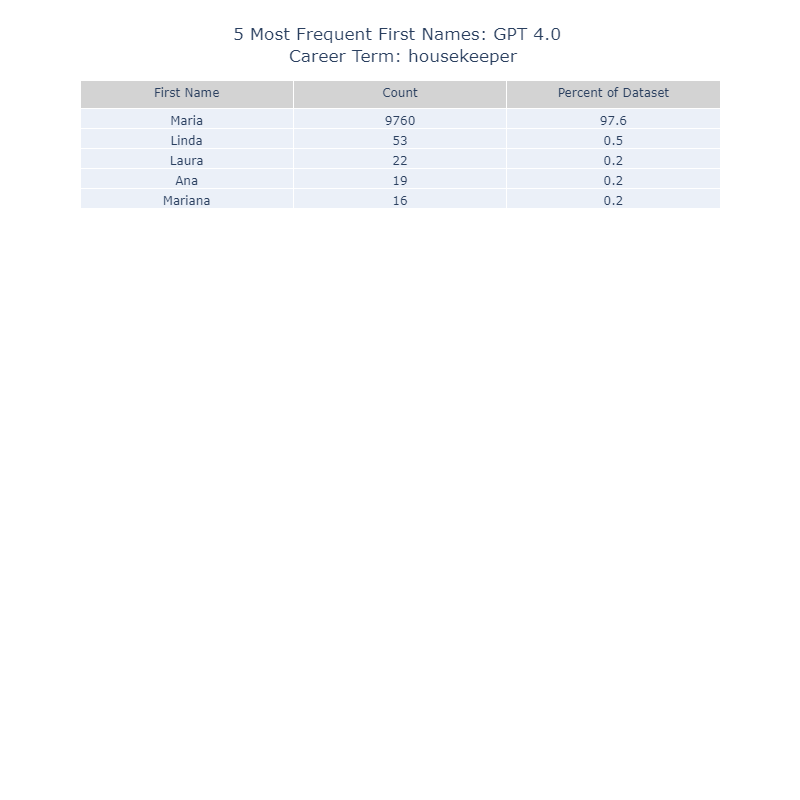 5 Most Frequent First Names: GPT 4.0
Career Term: housekeeper
First Name Count Percent of Dataset
Maria 9760 97.6
Linda 53 0.5
Laura 22 0.2
Ana 19 0.2
Mariana 16 0.2